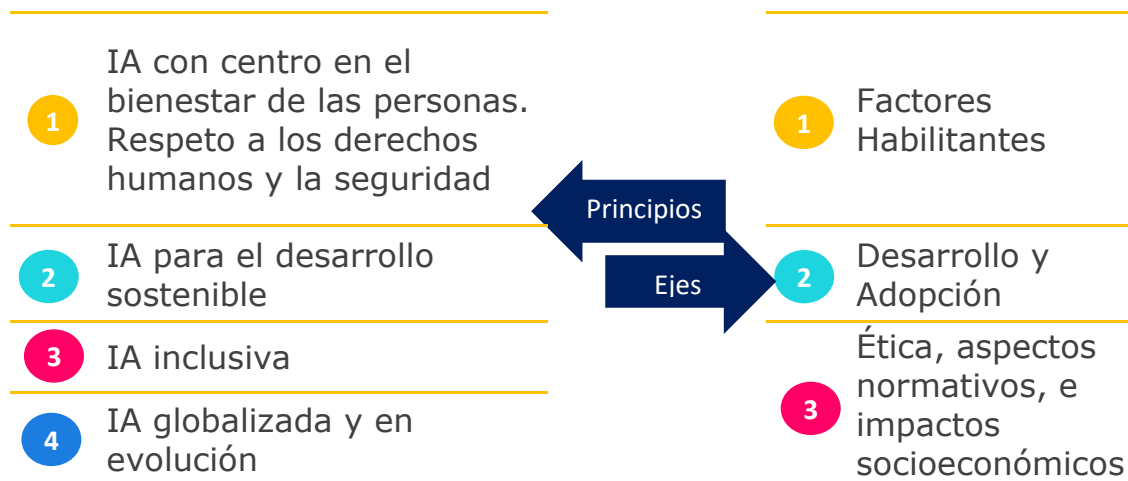 1
IA con centro en el
bienestar de las personas.
Respeto a los derechos
humanos y la seguridad
2
IA para el desarrollo
sostenible
3
IA inclusiva
4
IA globalizada y en
evolución
Principios
Ejes
1
Factores
Habilitantes
2
Desarrollo y
Adopción
3
Ética, aspectos
normativos, e
impactos
socioeconómicos